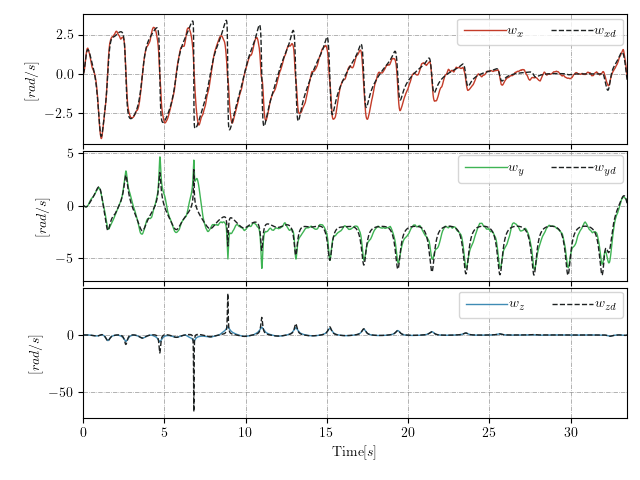 2.5
0.0
−2.5
[rad/s]
w_x w_xd
5
0
−5
[rad/s]
w_y w_yd
0
−50
[rad/s]
w_z w_zd
0 5 10 15 20 25 30
Time[s]